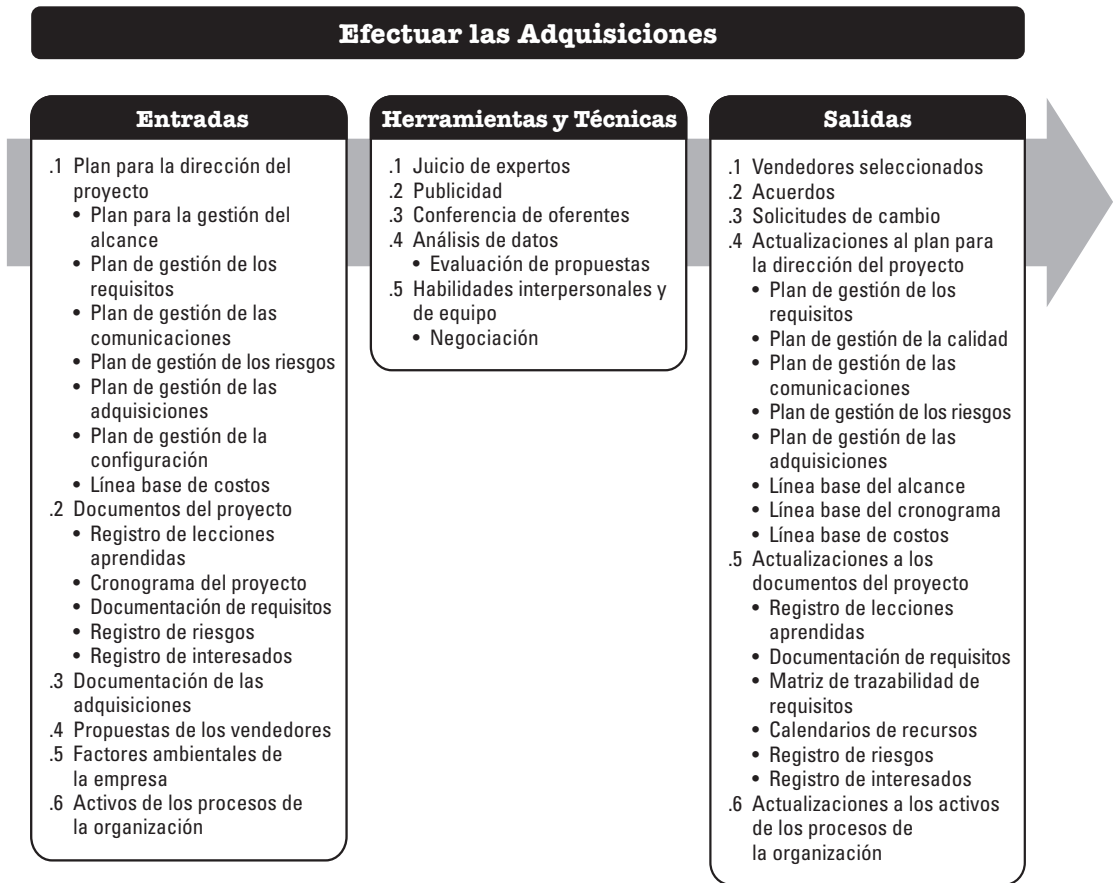 Efectuar las Adquisiciones
Entradas
.1 Plan para la dirección del
proyecto
• Plan para la gestión del
alcance
• Plan de gestión de los
requisitos
• Plan de gestión de las
comunicaciones
• Plan de gestión de los riesgos
• Plan de gestión de las
adquisiciones
• Plan de gestión de la
configuración
• Línea base de costos
.2 Documentos del proyecto
• Registro de lecciones
aprendidas
• Cronograma del proyecto
• Documentación de requisitos
• Registro de riesgos
• Registro de interesados
.3 Documentación de las
adquisiciones
.4 Propuestas de los vendedores
.5 Factores ambientales de
la empresa
.6 Activos de los procesos de
la organización
Herramientas y Técnicas
.1 Juicio de expertos
.2 Publicidad
.3 Conferencia de oferentes
.4 Análisis de datos
• Evaluación de propuestas
.5 Habilidades interpersonales y
de equipo
• Negociación
Salidas
.1 Vendedores seleccionados
.2 Acuerdos
.3 Solicitudes de cambio
.4 Actualizaciones al plan para
la dirección del proyecto
• Plan de gestión de los
requisitos
• Plan de gestión de la calidad
• Plan de gestión de las
comunicaciones
• Plan de gestión de los riesgos
• Plan de gestión de las
adquisiciones
• Línea base del alcance
• Línea base del cronograma
• Línea base de costos
.5 Actualizaciones a los
documentos del proyecto
• Registro de lecciones
aprendidas
• Documentación de requisitos
• Matriz de trazabilidad de
requisitos
• Calendarios de recursos
• Registro de riesgos
• Registro de interesados
.6 Actualizaciones a los activos
de los procesos de
la organización